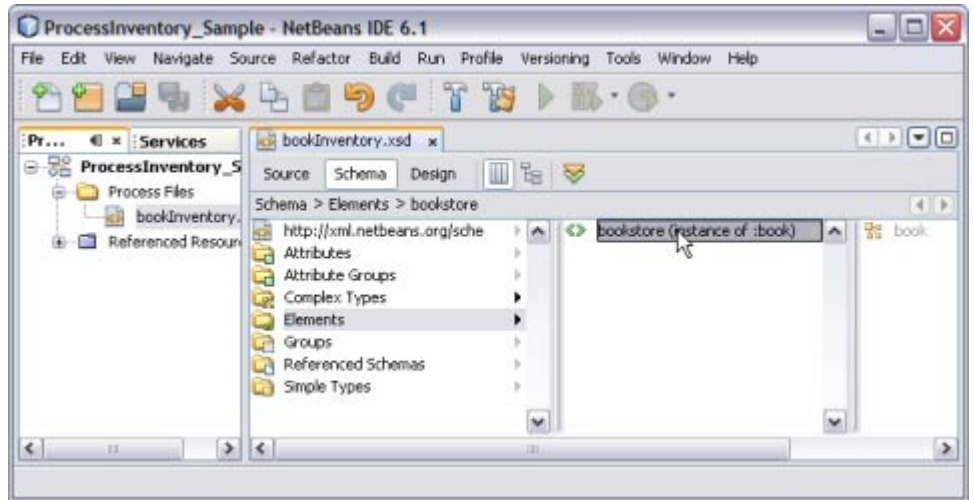 ProcessInventory_Sample - NetBeans IDE 6.1
File Edit View Navigate Source Refactor Build Run Profile Versioning Tools Window Help
Pr... Services
bookInventory.xsd
ProcessInventory_S
Process Files
bookInventory.
Referenced Resour
Source Schema Design
Schema > Elements > bookstore
http://xml.netbeans.org/sche
Attributes
Attribute Groups
Complex Types
Elements
Groups
Referenced Schemas
Simple Types
bookstore (instance of :book)
book